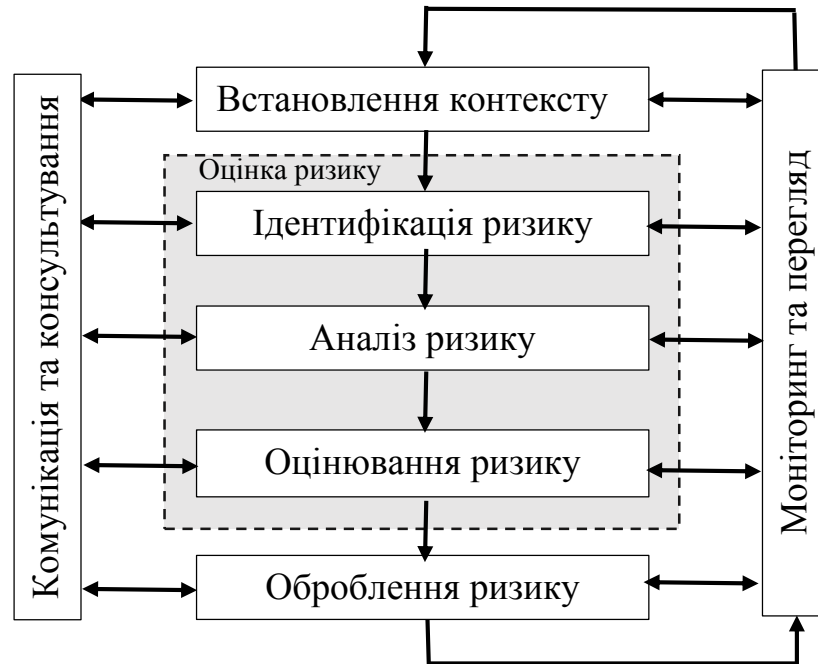 Комунікація та консультування
Встановлення контексту
Оцінка ризику
Ідентифікація ризику
Аналіз ризику
Оцінювання ризику
Оброблення ризику
Моніторинг та перегляд